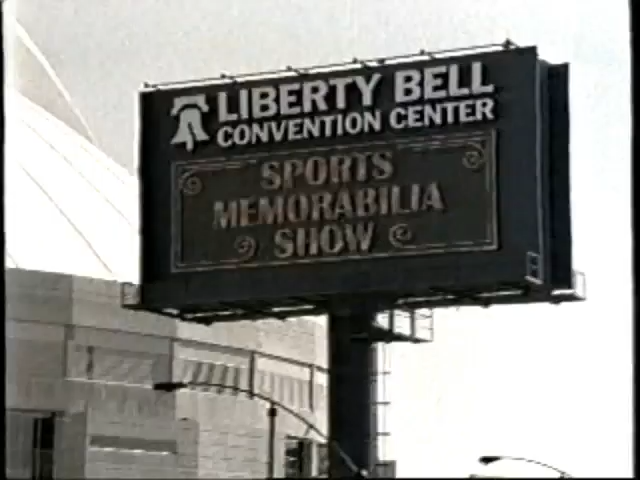 LIBERTY BELL
CONVENTION CENTER
SPORTS
MEMORABILIA
SHOW